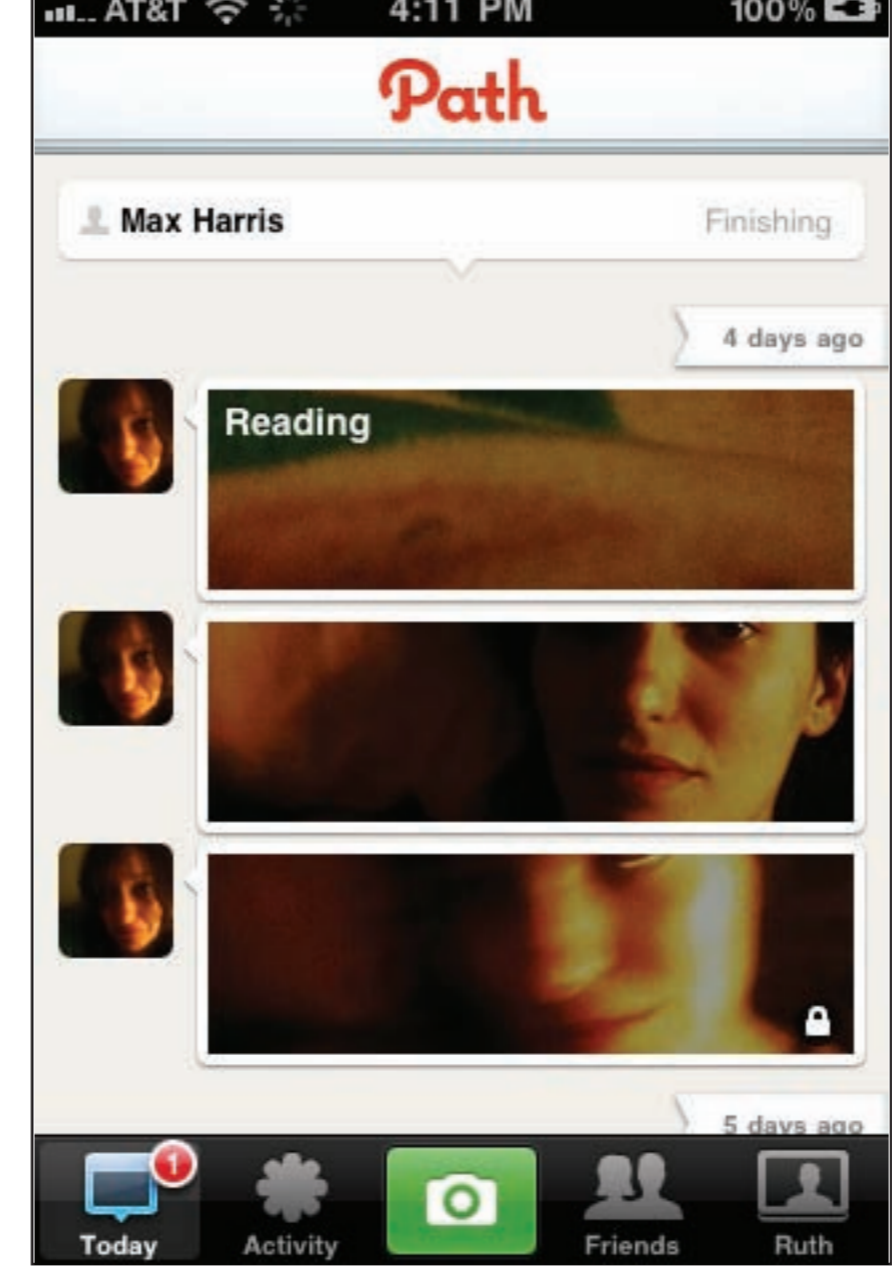 AT&T 4:11 PM 100%
Path
Max Harris Finishing
4 days ago
Reading
5 days ago
1
Today Activity Friends Ruth